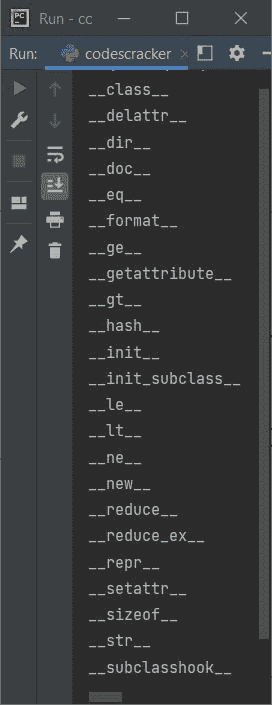 PC Run - cc
Run: codescracker
__class__
__delattr__
__dir__
__doc__
__eq__
__format__
__ge__
__getattribute__
__gt__
__hash__
__init__
__init_subclass__
__le__
__lt__
__ne__
__new__
__reduce__
__reduce_ex__
__repr__
__setattr__
__sizeof__
__str__
__subclasshook__